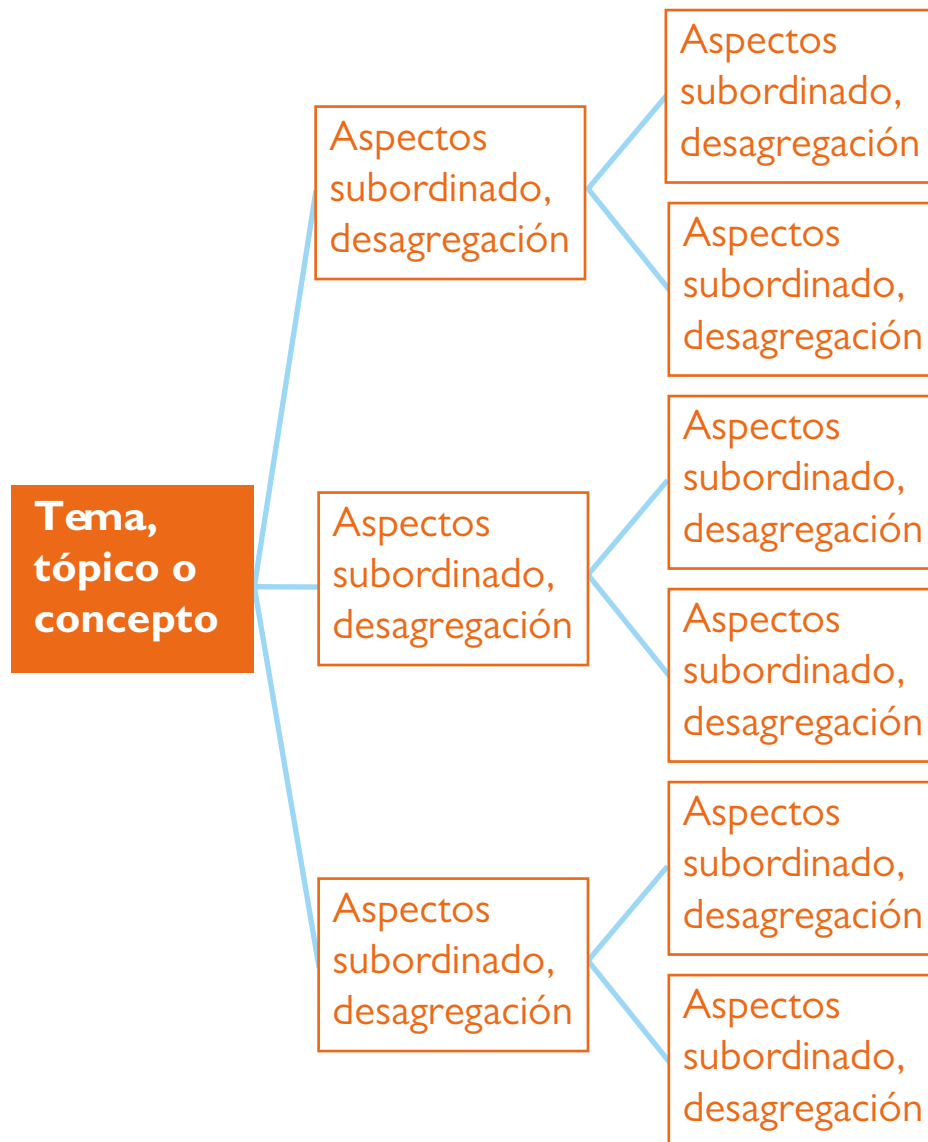 Tema,
tópico o
concepto
Aspectos
subordinado,
desagregación
Aspectos
subordinado,
desagregación
Aspectos
subordinado,
desagregación
Aspectos
subordinado,
desagregación
Aspectos
subordinado,
desagregación
Aspectos
subordinado,
desagregación
Aspectos
subordinado,
desagregación
Aspectos
subordinado,
desagregación
Aspectos
subordinado,
desagregación